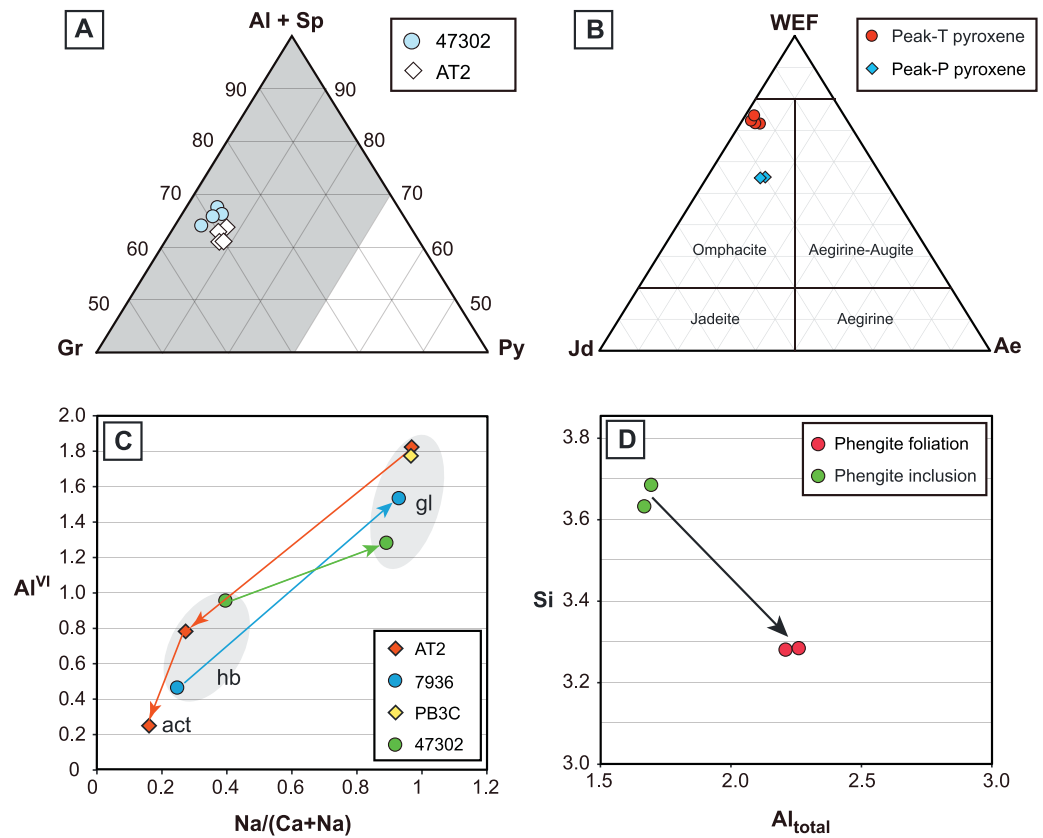 A
Al + Sp
47302
AT2
90
90
80
80
70
70
60
60
50
50
Gr
Py
B
WEF
Peak-T pyroxene
Peak-P pyroxene
Omphacite
Aegirine-Augite
Jadeite
Aegirine
Jd
Ae
C
2.0
1.8
1.6
1.4
1.2
1.0
0.8
0.6
0.4
0.2
0
AlVI
gl
hb
act
AT2
7936
PB3C
47302
0
0.2
0.4
0.6
0.8
1.0
1.2
Na/(Ca+Na)
D
Phengite foliation
Phengite inclusion
3.8
3.6
3.4
3.2
3.0
Si
1.5
2.0
2.5
3.0
Altotal